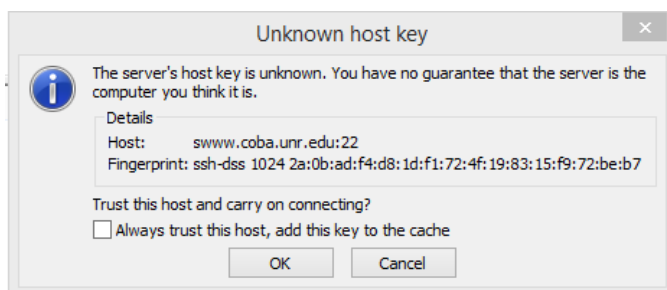 Unknown host key
The server's host key is unknown. You have no guarantee that the server is the
computer you think it is.
Details
Host: swww.coba.unr.edu:22
Fingerprint: ssh-dss 1024 2a:0b:ad:f4:d8:1d:f1:72:4f:19:83:15:f9:72:be:b7
Trust this host and carry on connecting?
Always trust this host, add this key to the cache
OK Cancel